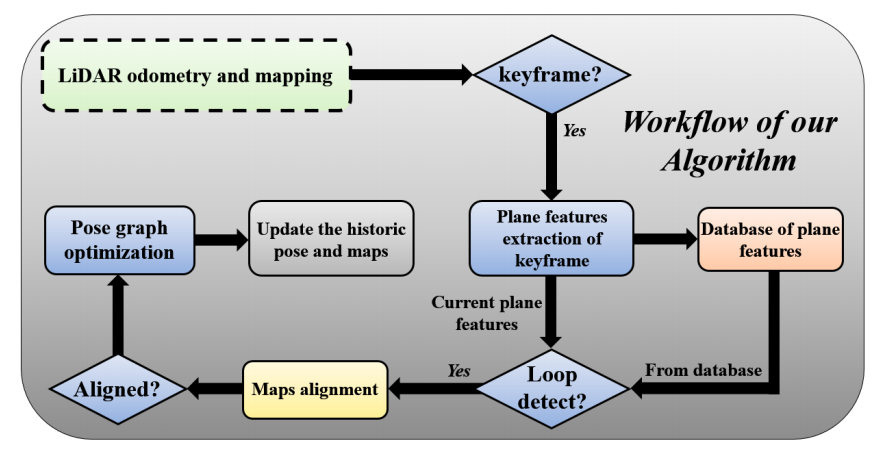 LiDAR odometry and mapping
keyframe?
Yes
Workflow of our
Algorithm
Pose graph
optimization
Update the historic
pose and maps
Plane features
extraction of
keyframe
Database of plane
features
Current plane
features
Aligned?
Maps alignment
Yes
Loop
detect?
From database